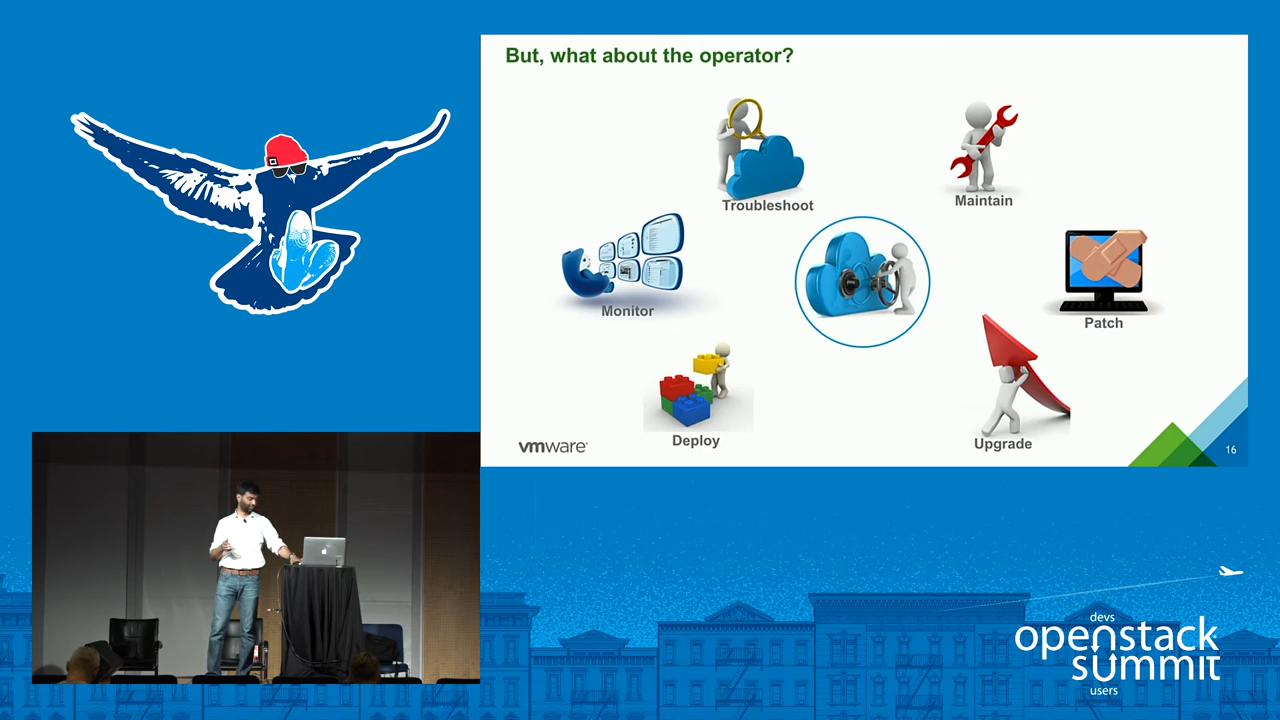 But, what about the operator?
Troubleshoot
Maintain
Monitor
Patch
Deploy
Upgrade
vmware
16
devs
openstack
summit
users